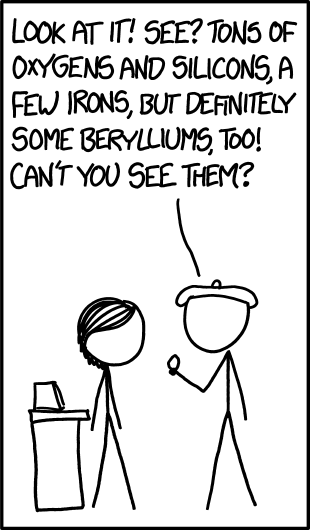 LOOK AT IT! SEE? TONS OF
OXYGENS AND SILICONS, A
FEW IRONS, BUT DEFINITELY
SOME BERYLLIUMS, TOO!
CAN'T YOU SEE THEM?